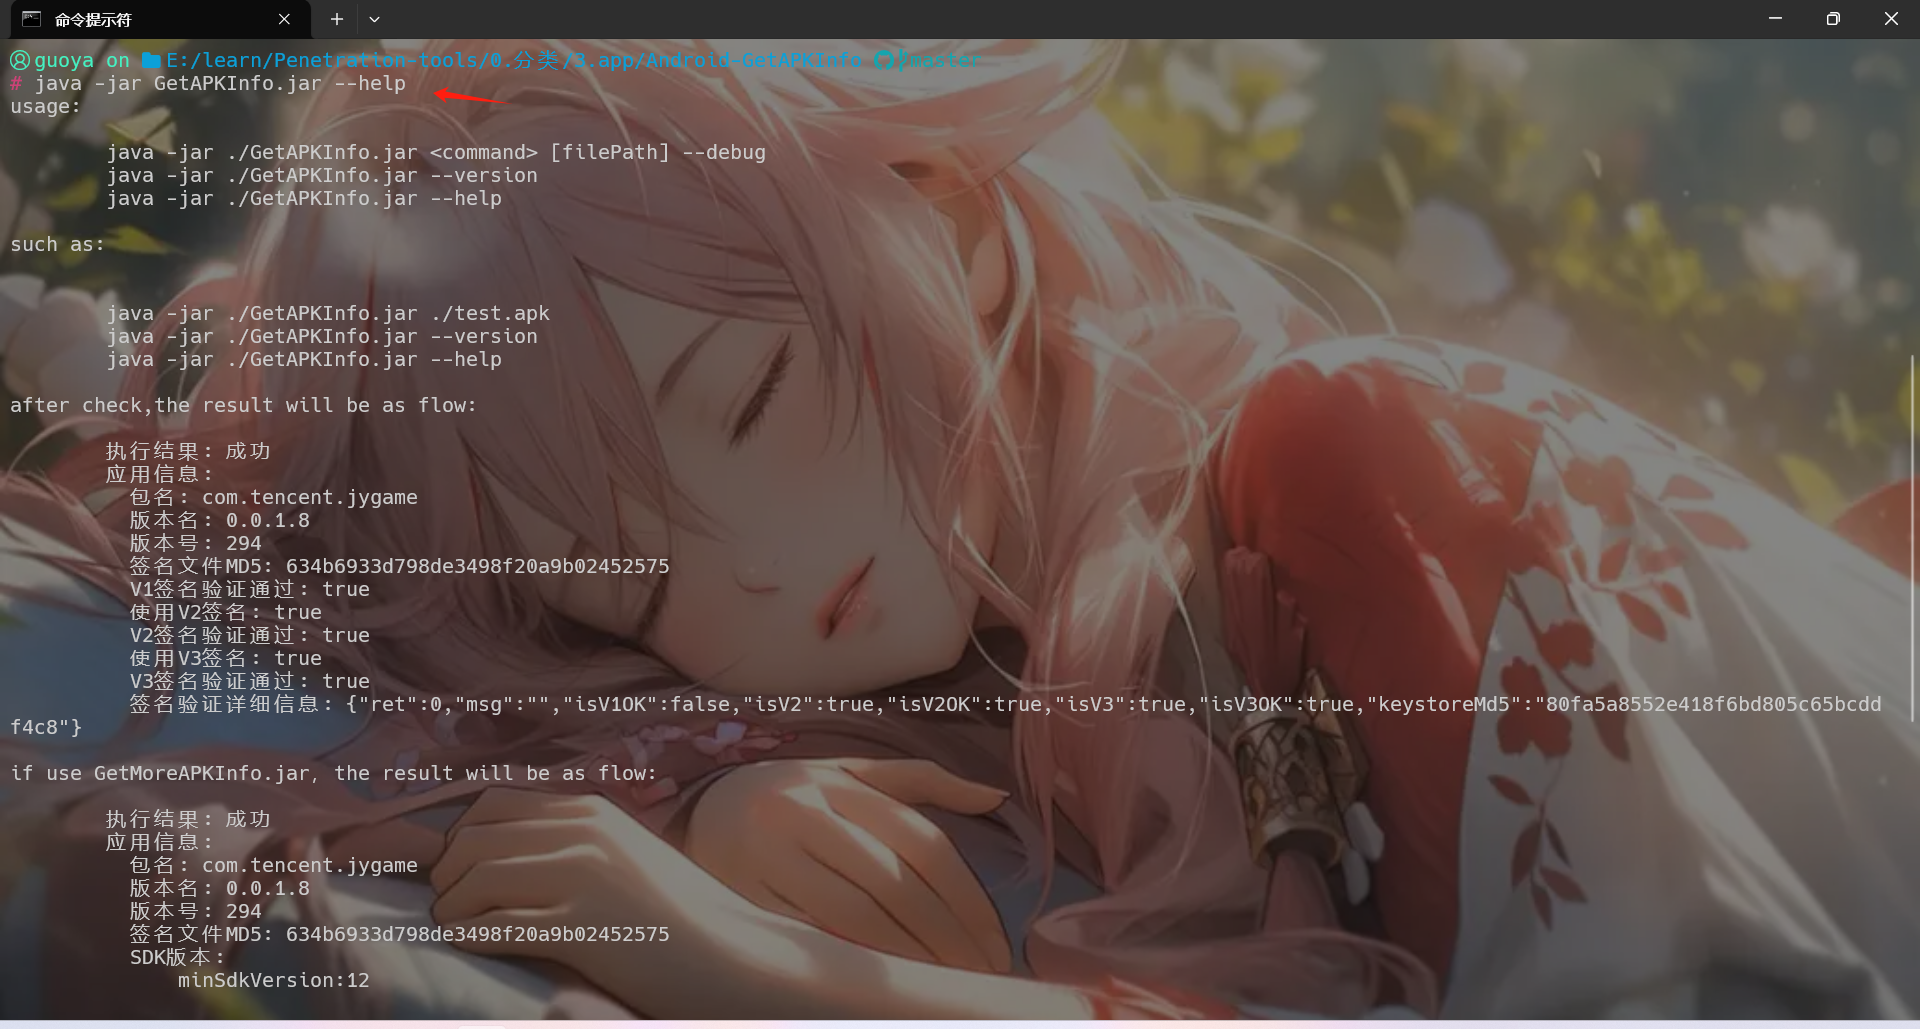 命令提示符
guoya on E:/learn/Penetration-tools/0.分类/3.app/Android-GetAPKInfo master
# java -jar GetAPKInfo.jar --help
usage:
java -jar ./GetAPKInfo.jar <command> [filePath] --debug
java -jar ./GetAPKInfo.jar --version
java -jar ./GetAPKInfo.jar --help
such as:
java -jar ./GetAPKInfo.jar ./test.apk
java -jar ./GetAPKInfo.jar --version
java -jar ./GetAPKInfo.jar --help
after check,the result will be as flow:
执行结果: 成功
应用信息:
包名: com.tencent.jygame
版本名: 0.0.1.8
版本号: 294
签名文件MD5: 634b6933d798de3498f20a9b02452575
V1签名验证通过: true
使用V2签名: true
V2签名验证通过: true
使用V3签名: true
V3签名验证通过: true
签名验证详细信息: {"ret":0,"msg":"","isV1OK":false,"isV2":true,"isV2OK":true,"isV3":true,"isV3OK":true,"keystoreMd5":"80fa5a8552e418f6bd805c65bcdd
f4c8"}
if use GetMoreAPKInfo.jar, the result will be as flow:
执行结果: 成功
应用信息:
包名: com.tencent.jygame
版本名: 0.0.1.8
版本号: 294
签名文件MD5: 634b6933d798de3498f20a9b02452575
SDK版本:
minSdkVersion:12